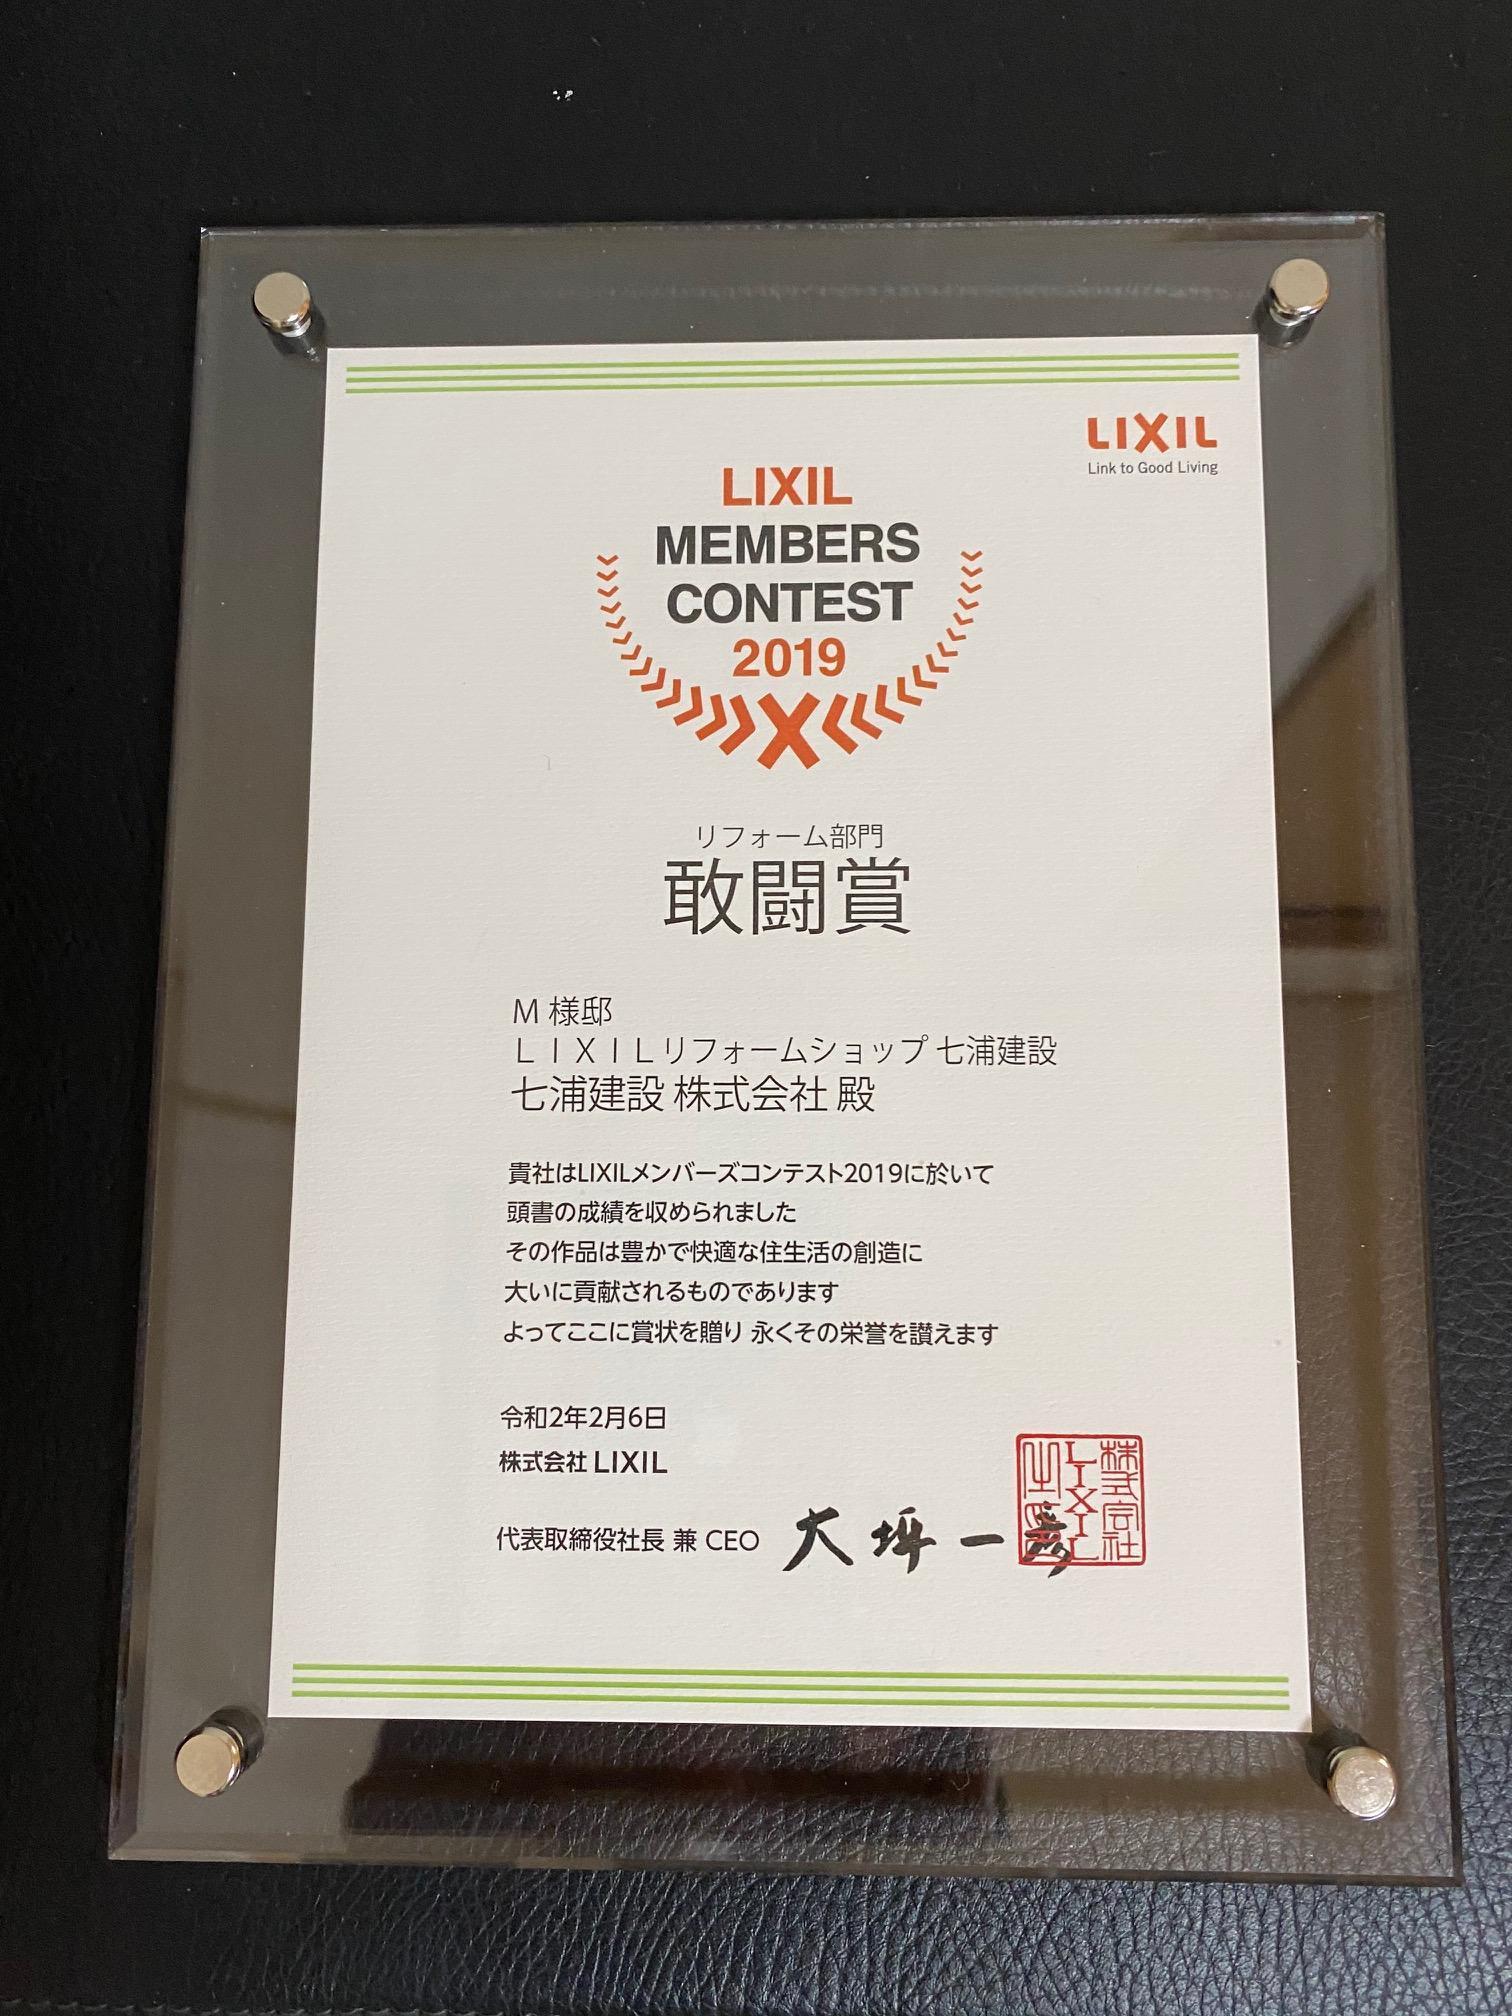 LIXIL
Link to Good Living
LIXIL
MEMBERS
CONTEST
2019
リフォーム部門
敢闘賞
M 様邸
ＬＩＸＩＬリフォームショップ 七浦建設
七浦建設 株式会社 殿
貴社はLIXILメンバーズコンテスト2019に於いて
頭書の成績を収められました
その作品は豊かで快適な住生活の創造に
大いに貢献されるものであります
よってここに賞状を贈り 永くその栄誉を讃えます
令和2年2月6日
株式会社 LIXIL
代表取締役社長 兼 CEO 大坪一彦
株式会社
LIXIL
之印